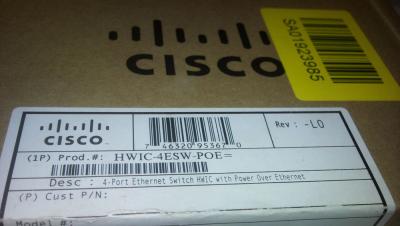 CISCO
SA01923985
CISCO
7 46320 95367 0
Rev : -L0
(1P) Prod.#: HWIC-4ESW-POE=
Desc : 4-Port Ethernet Switch HWIC with Power Over Ethernet
(P) Cust P/N:
Model #: